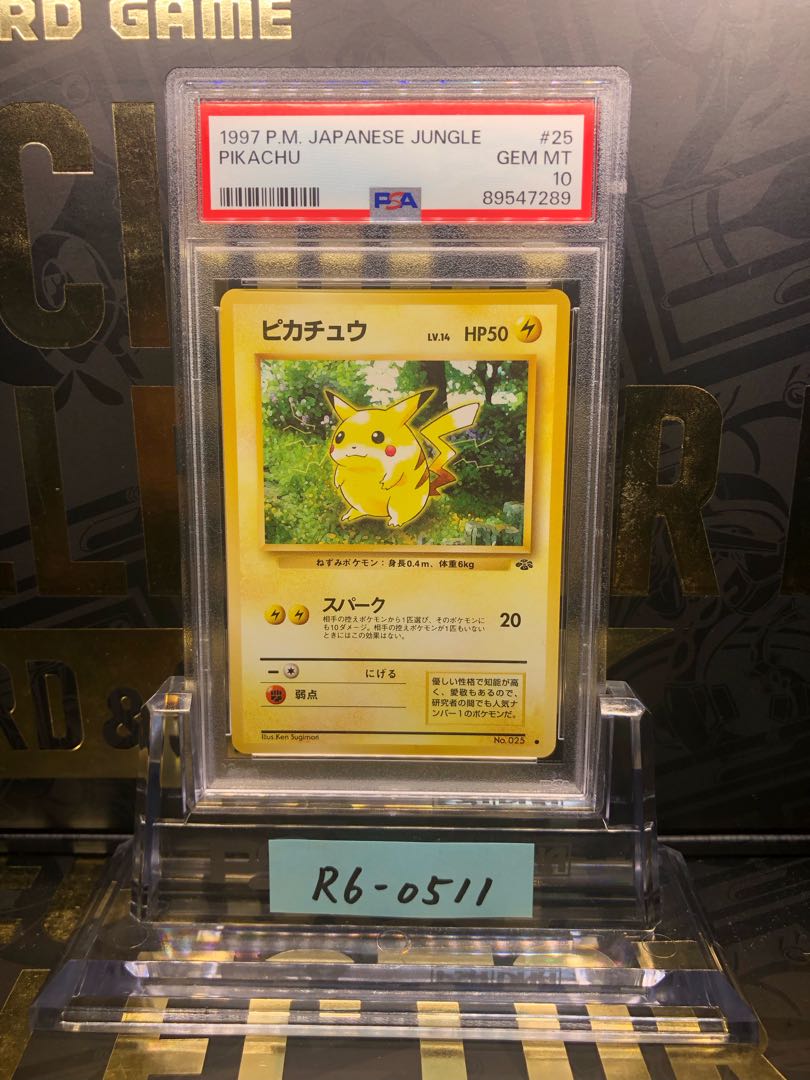 RD GAME
1997 P.M. JAPANESE JUNGLE #25
PIKACHU GEM MT
10
PSA 89547289
ピカチュウ LV.14 HP50
ねずみポケモン：身長0.4m、体重6kg
スパーク 20
相手の控えポケモンから1匹選び、そのポケモンに
も10ダメージ。相手の控えポケモンが1匹もいない
ときにはこの効果はない。
にげる
弱点
優しい性格で知能が高
く、愛敬もあるので、
研究者の間でも人気ナ
ンバー1のポケモンだ。
Illus.Ken Sugimori No.025
R6-0511